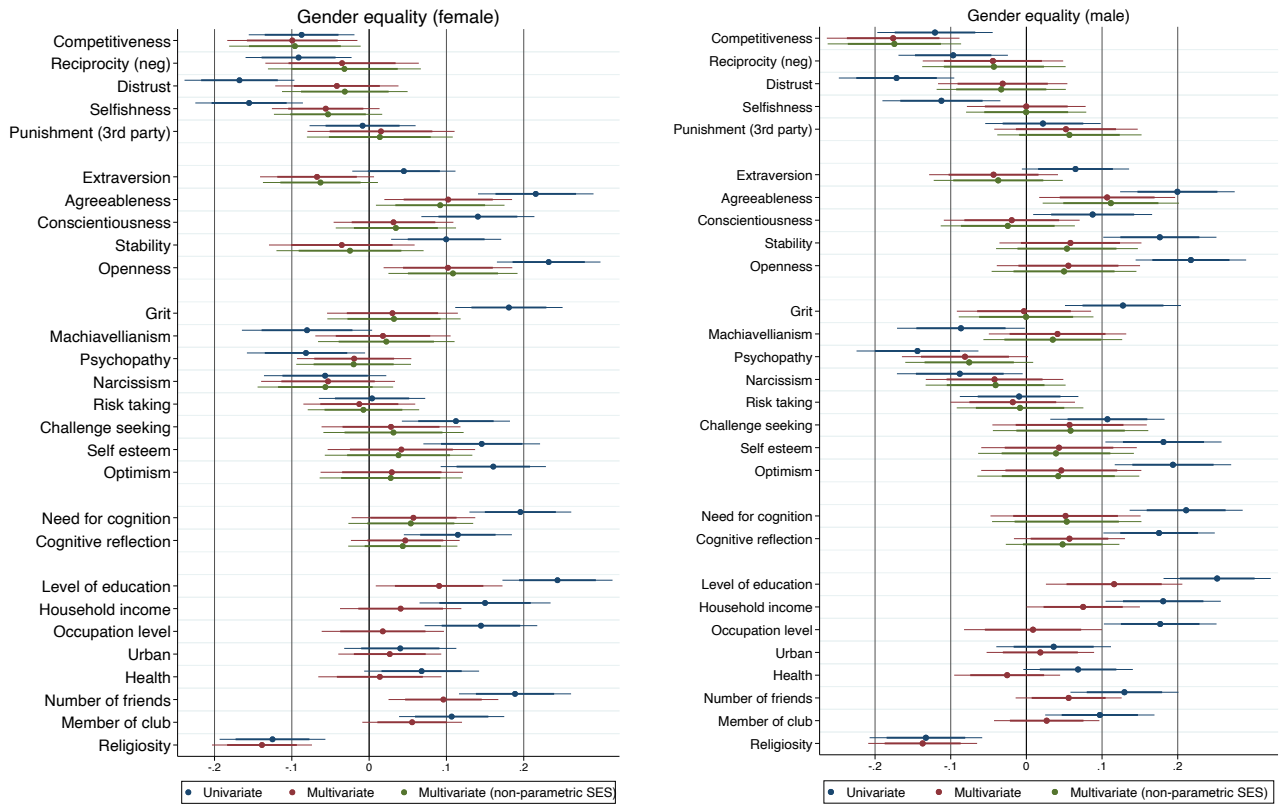 Gender equality (female)
Competitiveness
Reciprocity (neg)
Distrust
Selfishness
Punishment (3rd party)
Extraversion
Agreeableness
Conscientiousness
Stability
Openness
Grit
Machiavellianism
Psychopathy
Narcissism
Risk taking
Challenge seeking
Self esteem
Optimism
Need for cognition
Cognitive reflection
Level of education
Household income
Occupation level
Urban
Health
Number of friends
Member of club
Religiosity
-.2 -.1 0 .1 .2
Univariate Multivariate Multivariate (non-parametric SES)
Gender equality (male)
Competitiveness
Reciprocity (neg)
Distrust
Selfishness
Punishment (3rd party)
Extraversion
Agreeableness
Conscientiousness
Stability
Openness
Grit
Machiavellianism
Psychopathy
Narcissism
Risk taking
Challenge seeking
Self esteem
Optimism
Need for cognition
Cognitive reflection
Level of education
Household income
Occupation level
Urban
Health
Number of friends
Member of club
Religiosity
-.2 -.1 0 .1 .2
Univariate Multivariate Multivariate (non-parametric SES)